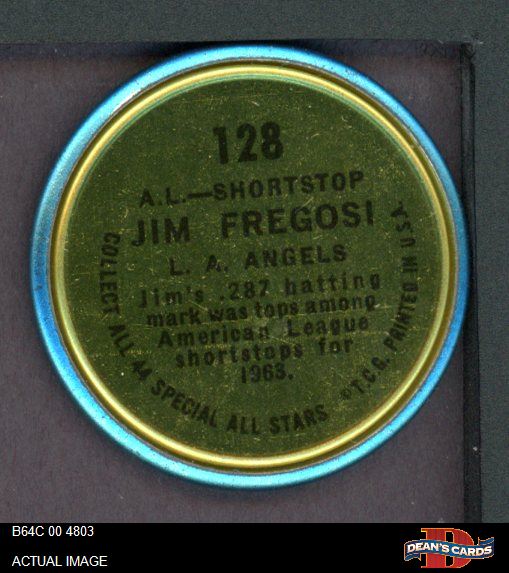 128
A.L.—SHORTSTOP
JIM FREGOSI
L. A. ANGELS
Jim's .287 batting
mark was tops among
American League
shortstops for
1963.
COLLECT ALL 44 SPECIAL ALL STARS
© T.C.G. PRINTED IN U.S.A.
B64C 00 4803
ACTUAL IMAGE
D
DEAN'S CARDS